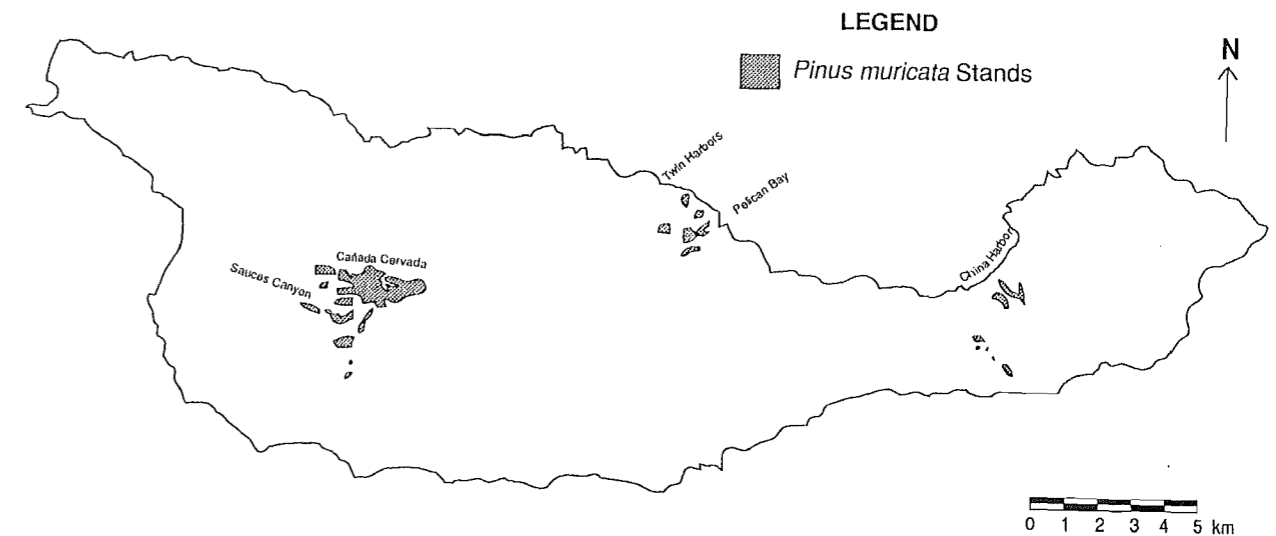 LEGEND
Pinus muricata Stands
N
Twin Harbors
Pelican Bay
Cañada Cervada
Sauces Canyon
China Harbor
0 1 2 3 4 5 km